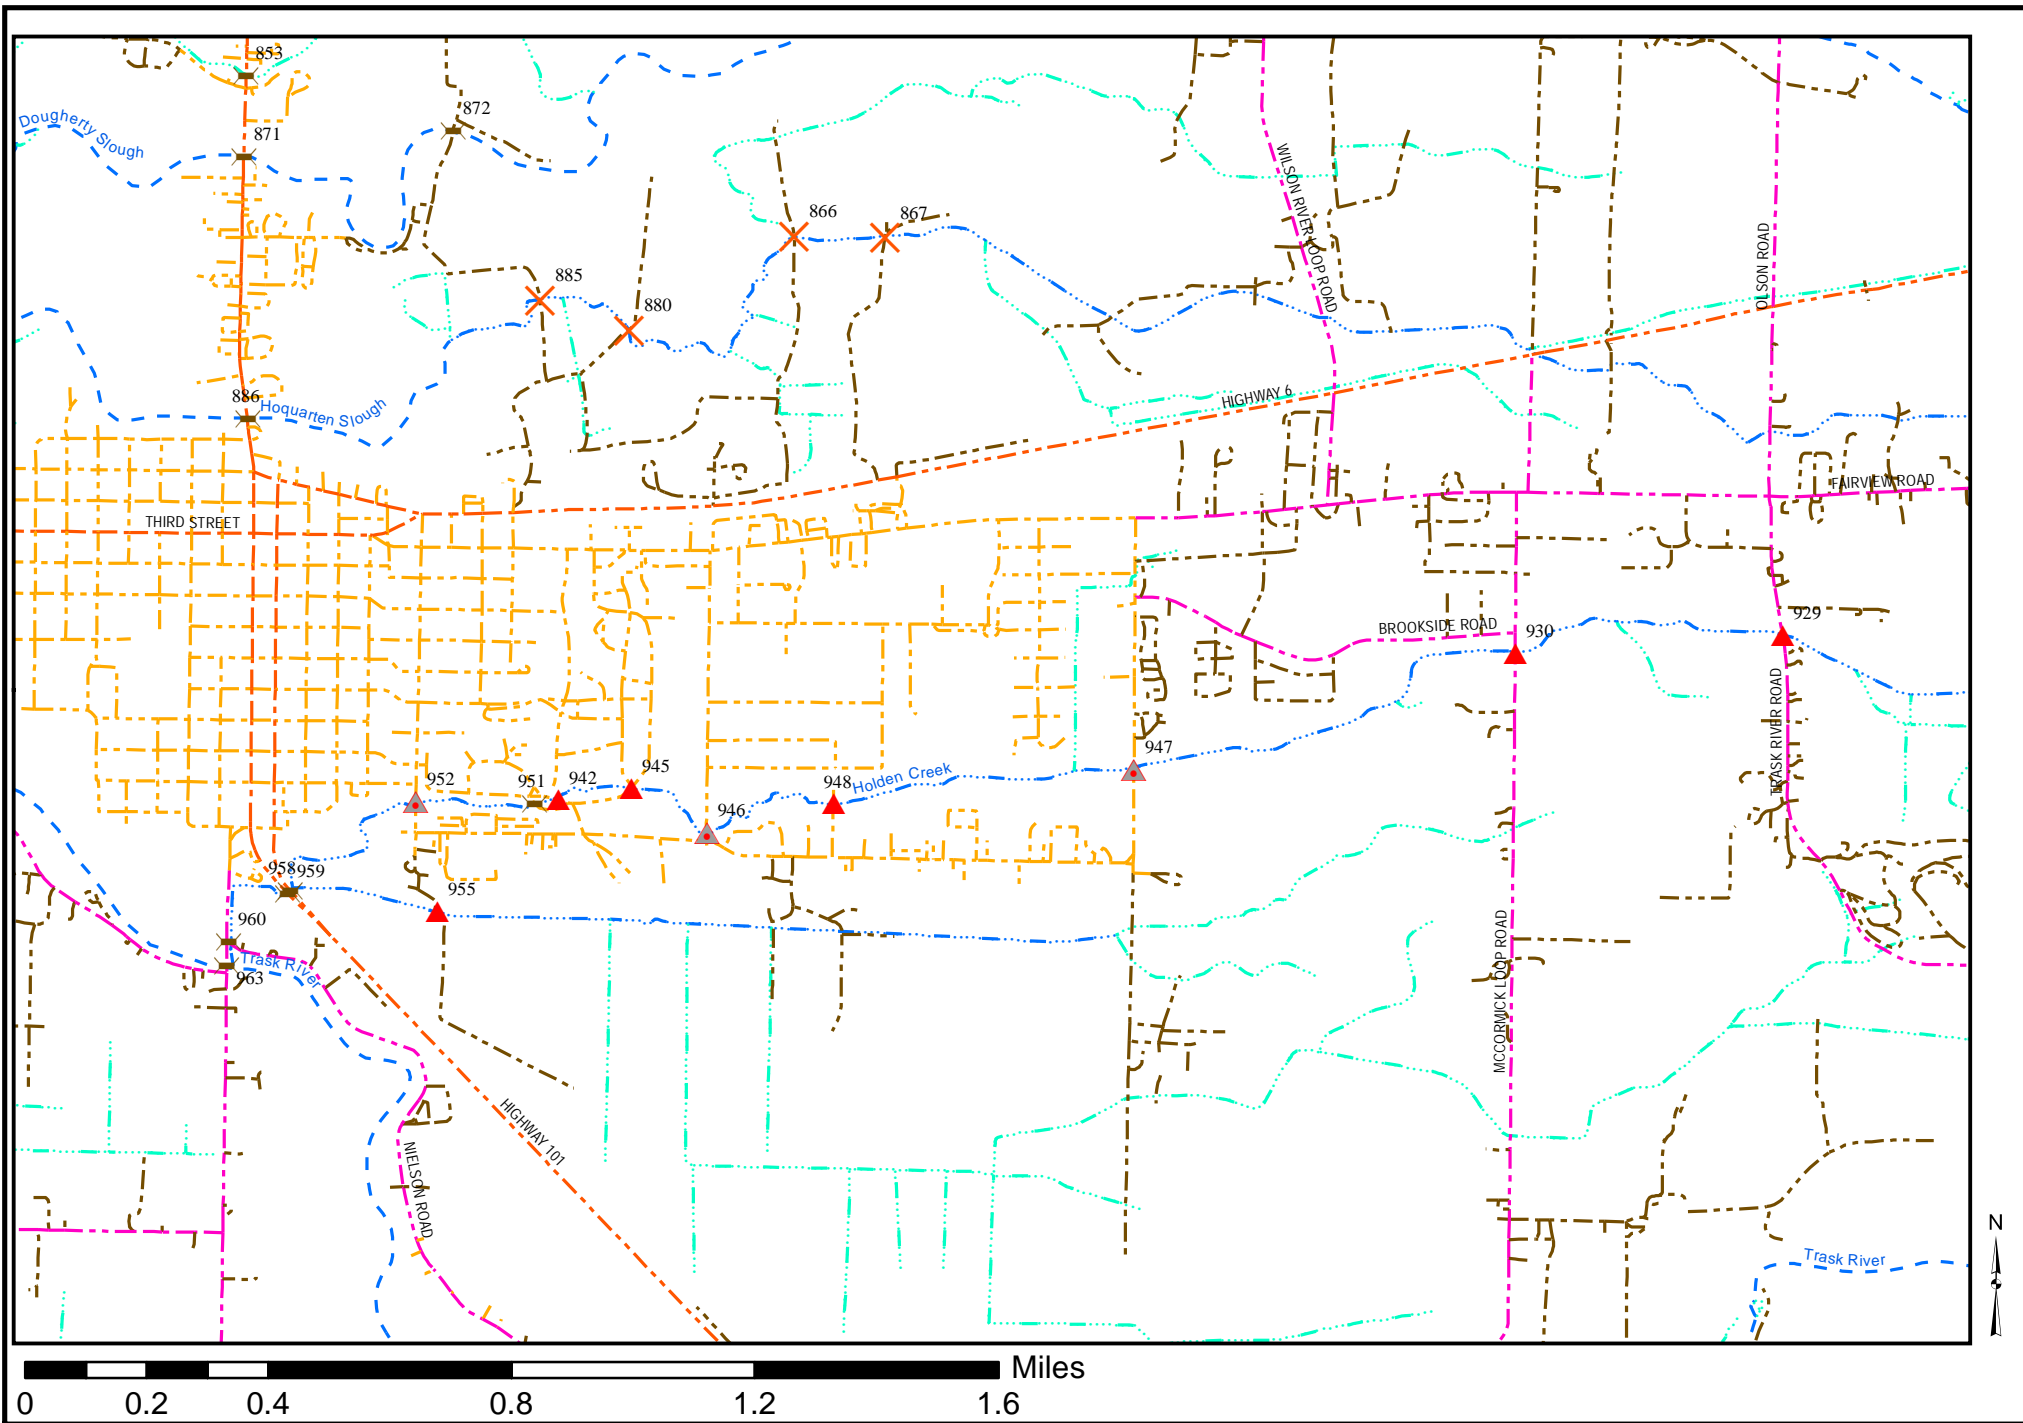 853
Dougherty Slough
871
872
866
867
WILSON RIVER LOOP ROAD
OLSON ROAD
885
880
886
Hoquarten Slough
HIGHWAY 6
FAIRVIEW ROAD
THIRD STREET
BROOKSIDE ROAD
930
929
TRASK RIVER ROAD
947
952
951
942
945
946
948
Holden Creek
958
959
955
960
Trask River
963
MCCORMICK LOOP ROAD
HIGHWAY 101
NIELSON ROAD
Trask River
N
Miles
0 0.2 0.4 0.8 1.2 1.6